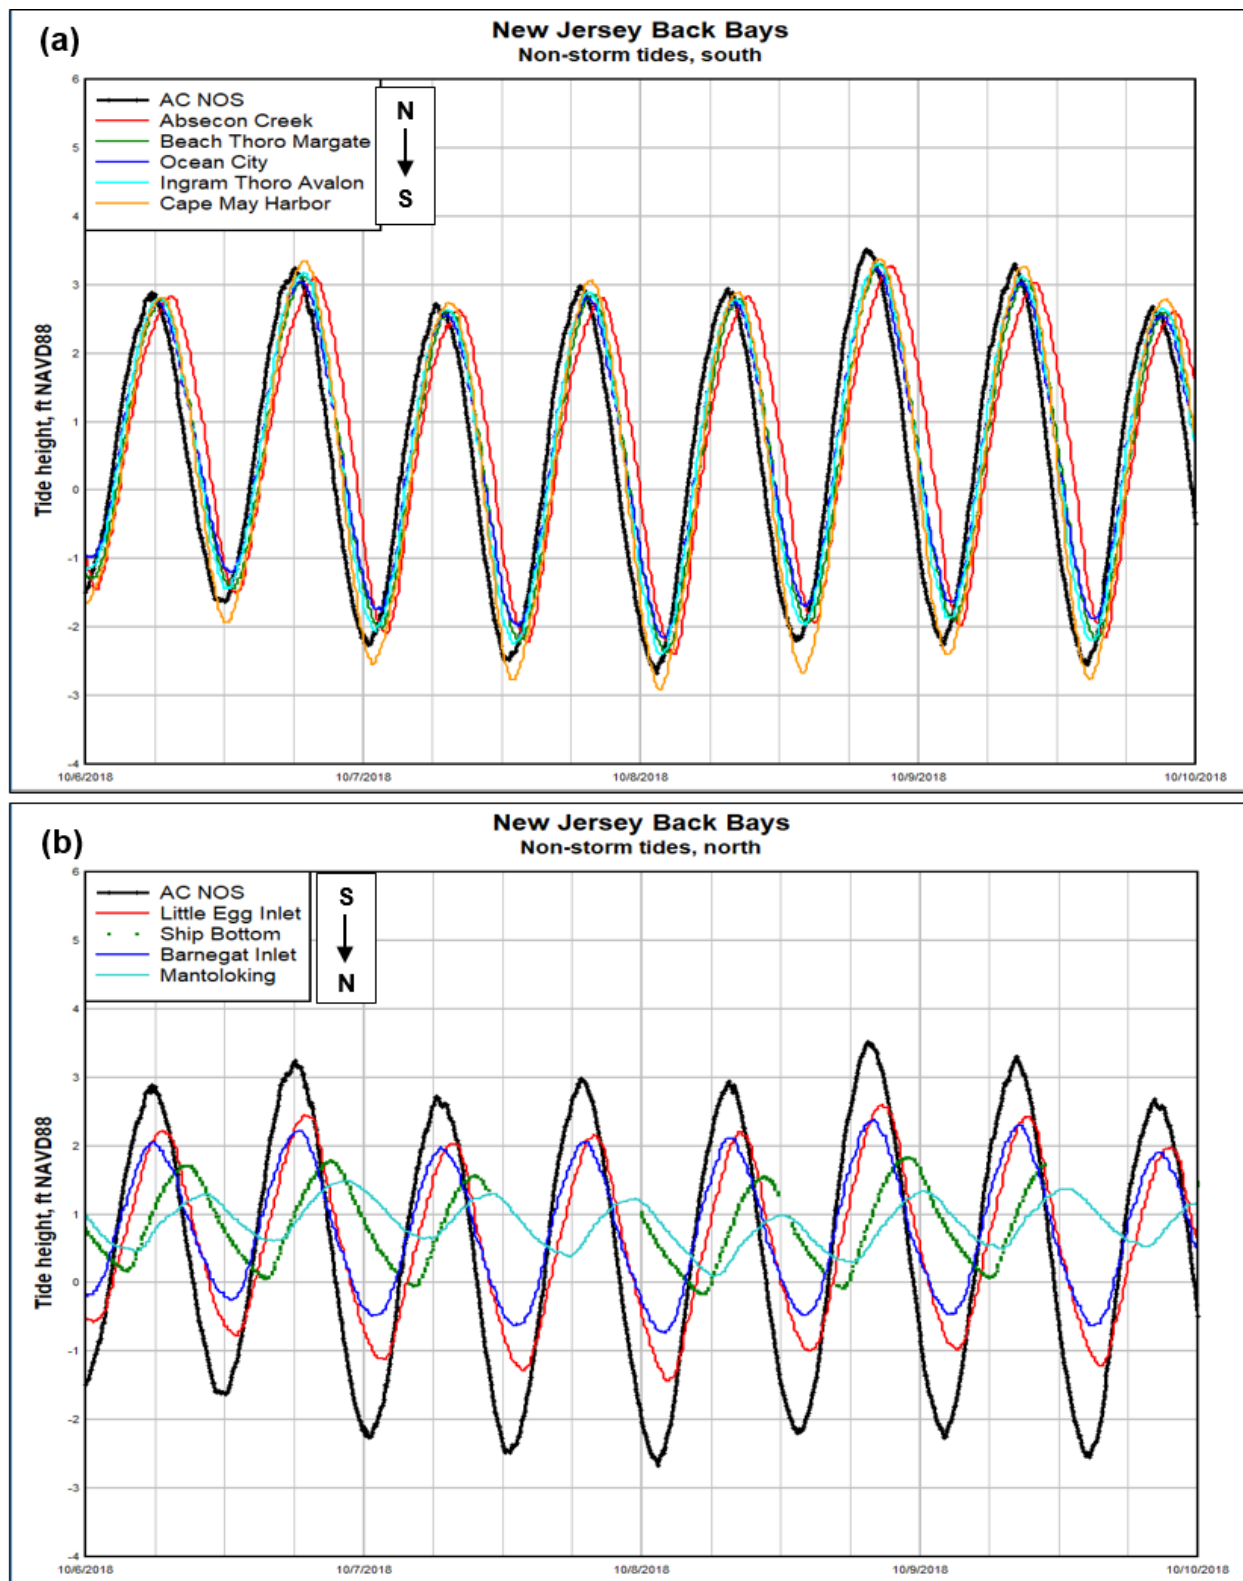 (a)
New Jersey Back Bays
Non-storm tides, south
AC NOS
Absecon Creek
Beach Thoro Margate
Ocean City
Ingram Thoro Avalon
Cape May Harbor
N
S
Tide height, ft NAVD88
6
5
4
3
2
1
0
-1
-2
-3
-4
10/6/2018
10/7/2018
10/8/2018
10/9/2018
10/10/2018
(b)
New Jersey Back Bays
Non-storm tides, north
AC NOS
Little Egg Inlet
Ship Bottom
Barnegat Inlet
Mantoloking
S
N
Tide height, ft NAVD88
6
5
4
3
2
1
0
-1
-2
-3
-4
10/6/2018
10/7/2018
10/8/2018
10/9/2018
10/10/2018